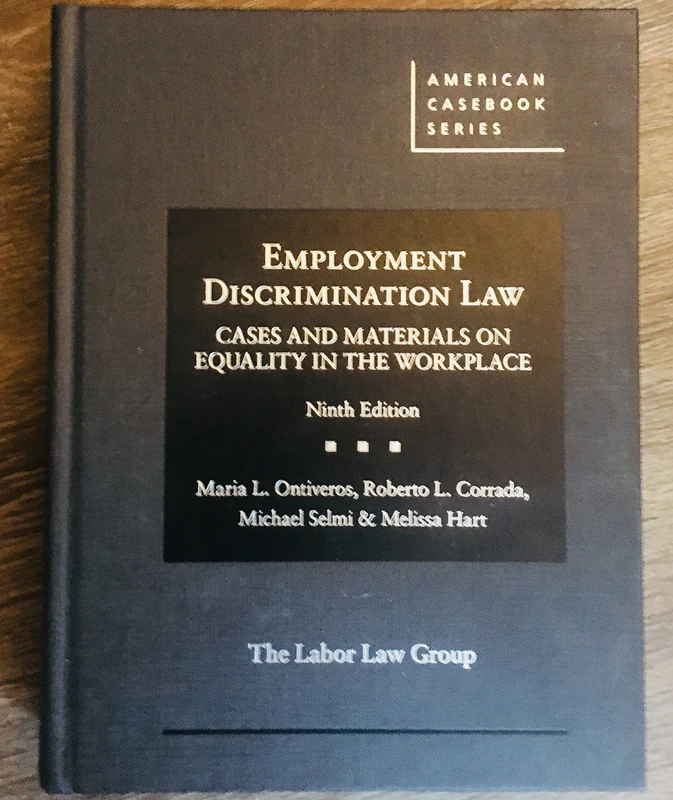 AMERICAN
CASEBOOK
SERIES
EMPLOYMENT
DISCRIMINATION LAW
CASES AND MATERIALS ON
EQUALITY IN THE WORKPLACE
Ninth Edition
Maria L. Ontiveros, Roberto L. Corrada,
Michael Selmi & Melissa Hart
The Labor Law Group